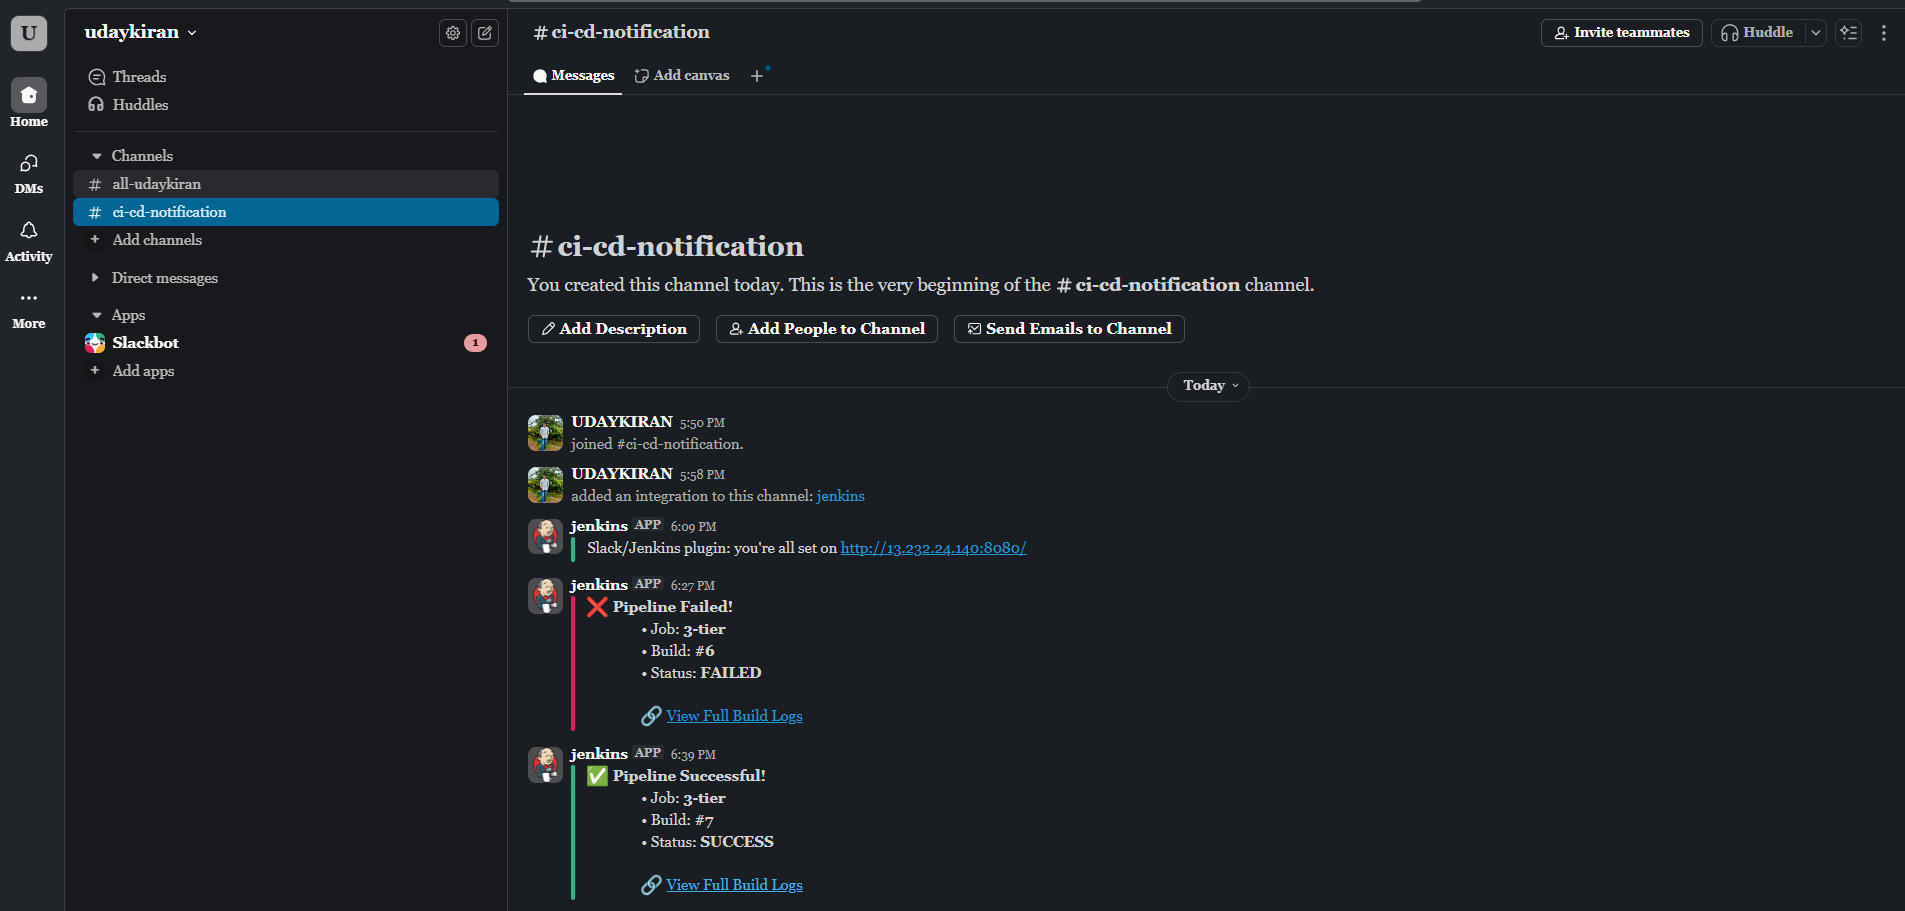 U
Home
DMs
Activity
More
udaykiran
Threads
Huddles
Channels
# all-udaykiran
# ci-cd-notification
+ Add channels
Direct messages
Apps
Slackbot 1
+ Add apps
# ci-cd-notification
Invite teammates
Huddle
Messages
Add canvas
+
# ci-cd-notification
You created this channel today. This is the very beginning of the # ci-cd-notification channel.
Add Description
Add People to Channel
Send Emails to Channel
Today
UDAYKIRAN 5:50 PM
joined #ci-cd-notification.
UDAYKIRAN 5:58 PM
added an integration to this channel: jenkins
jenkins APP 6:09 PM
Slack/Jenkins plugin: you're all set on http://13.232.24.140:8080/
jenkins APP 6:27 PM
❌ Pipeline Failed!
• Job: 3-tier
• Build: #6
• Status: FAILED
🔗 View Full Build Logs
jenkins APP 6:39 PM
✅ Pipeline Successful!
• Job: 3-tier
• Build: #7
• Status: SUCCESS
🔗 View Full Build Logs